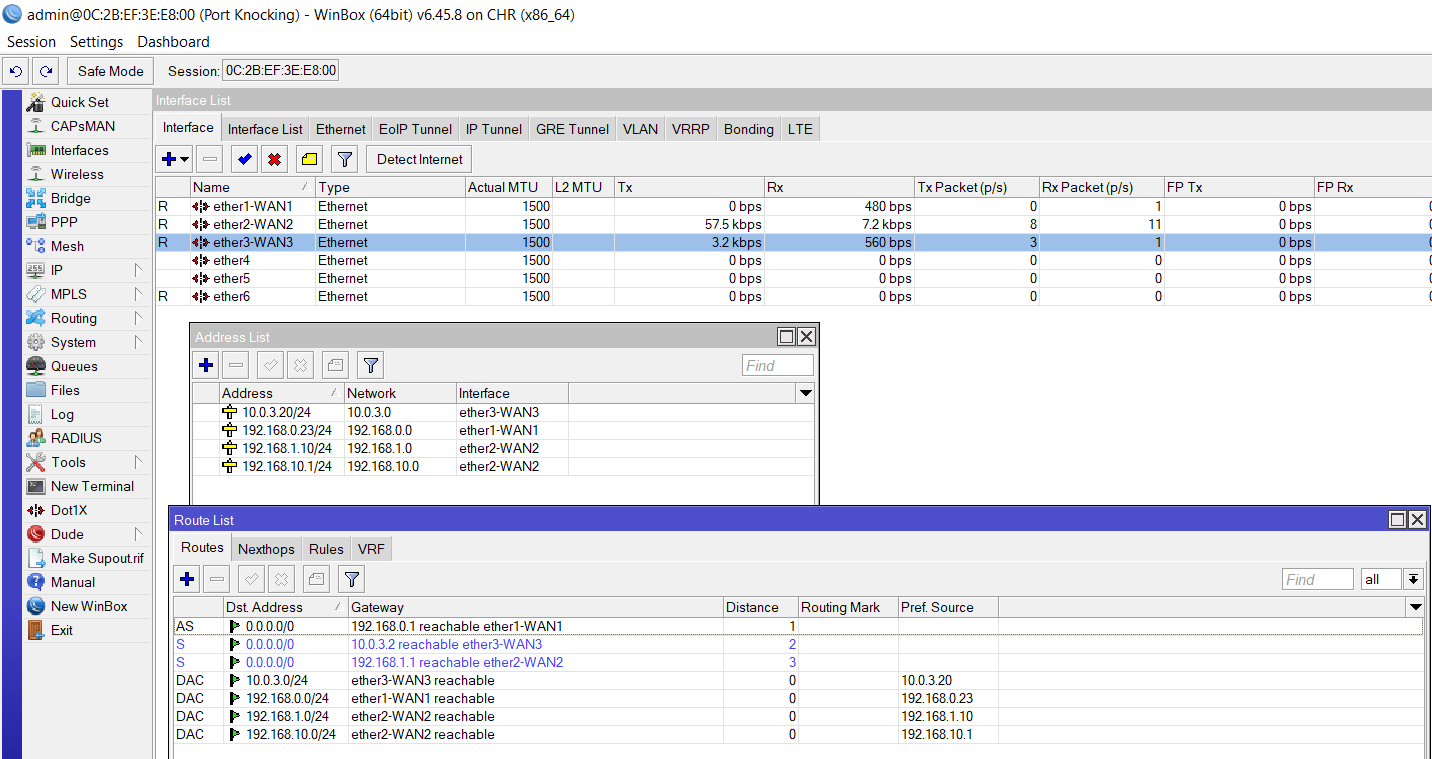 admin@0C:2B:EF:3E:E8:00 (Port Knocking) - WinBox (64bit) v6.45.8 on CHR (x86_64)
Session Settings Dashboard
Safe Mode Session: 0C:2B:EF:3E:E8:00
Quick Set
CAPsMAN
Interfaces
Wireless
Bridge
PPP
Mesh
255 IP
MPLS
Routing
System
Queues
Files
Log
RADIUS
Tools
New Terminal
Dot1X
Dude
Make Supout.rif
Manual
New WinBox
Exit
Interface List
Interface Interface List Ethernet EoIP Tunnel IP Tunnel GRE Tunnel VLAN VRRP Bonding LTE
Detect Internet
Name Type Actual MTU L2 MTU Tx Rx Tx Packet (p/s) Rx Packet (p/s) FP Tx FP Rx
R ether1-WAN1 Ethernet 1500 0 bps 480 bps 0 1 0 bps
R ether2-WAN2 Ethernet 1500 57.5 kbps 7.2 kbps 8 11 0 bps
R ether3-WAN3 Ethernet 1500 3.2 kbps 560 bps 3 1 0 bps
ether4 Ethernet 1500 0 bps 0 bps 0 0 0 bps
ether5 Ethernet 1500 0 bps 0 bps 0 0 0 bps
R ether6 Ethernet 1500 0 bps 0 bps 0 0 0 bps
Address List
Find
Address Network Interface
10.0.3.20/24 10.0.3.0 ether3-WAN3
192.168.0.23/24 192.168.0.0 ether1-WAN1
192.168.1.10/24 192.168.1.0 ether2-WAN2
192.168.10.1/24 192.168.10.0 ether2-WAN2
Route List
Routes Nexthops Rules VRF
Find all
Dst. Address Gateway Distance Routing Mark Pref. Source
AS 0.0.0.0/0 192.168.0.1 reachable ether1-WAN1 1
S 0.0.0.0/0 10.0.3.2 reachable ether3-WAN3 2
S 0.0.0.0/0 192.168.1.1 reachable ether2-WAN2 3
DAC 10.0.3.0/24 ether3-WAN3 reachable 0 10.0.3.20
DAC 192.168.0.0/24 ether1-WAN1 reachable 0 192.168.0.23
DAC 192.168.1.0/24 ether2-WAN2 reachable 0 192.168.1.10
DAC 192.168.10.0/24 ether2-WAN2 reachable 0 192.168.10.1